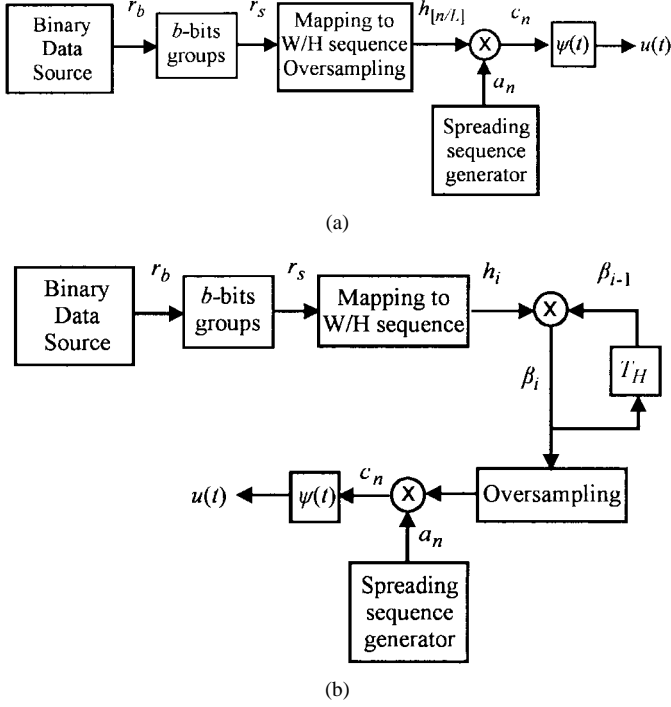 r_b
r_s
h_{[n/L]}
c_n
Binary
Data
Source
b-bits
groups
Mapping to
W/H sequence
Oversampling
X
ψ(t)
u(t)
a_n
Spreading
sequence
generator
(a)
r_b
r_s
h_i
β_{i-1}
Binary
Data
Source
b-bits
groups
Mapping to
W/H sequence
X
β_i
T_H
u(t)
ψ(t)
c_n
X
Oversampling
a_n
Spreading
sequence
generator
(b)